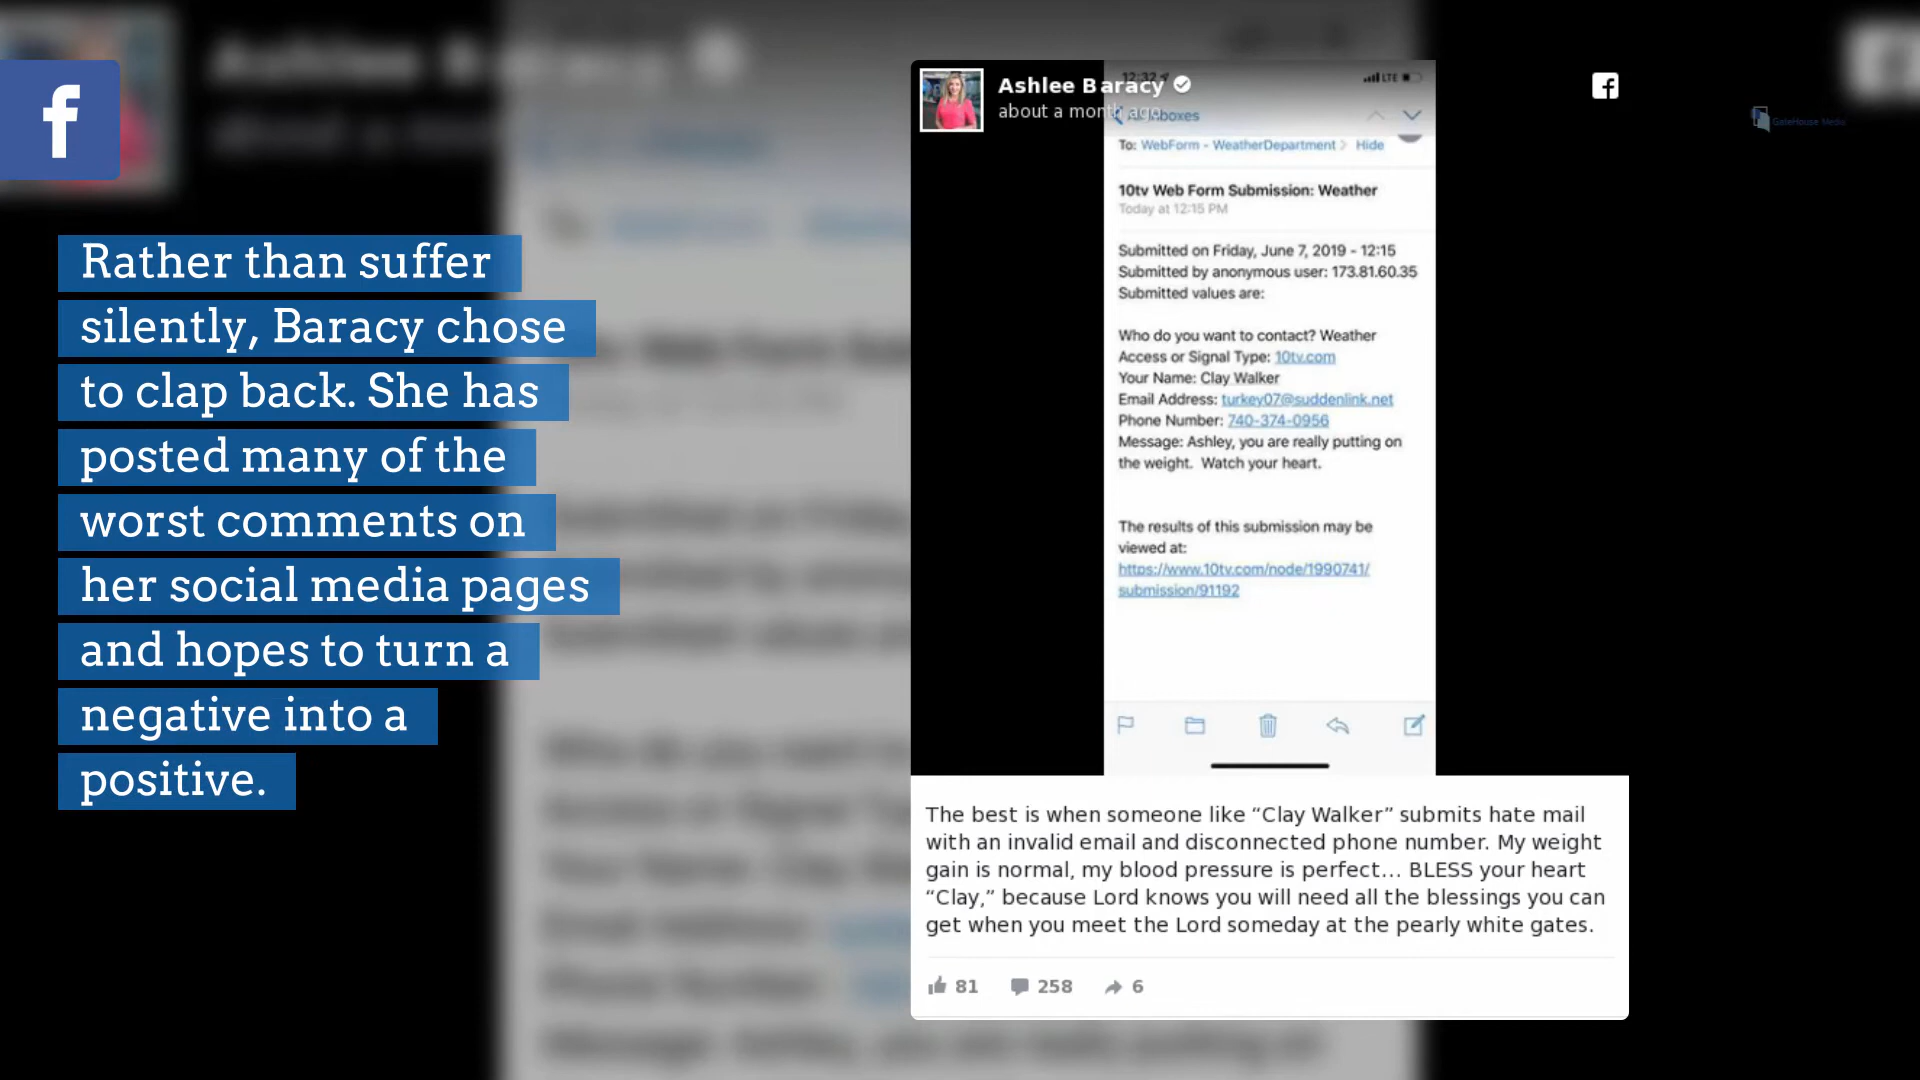 Rather than suffer
silently, Baracy chose
to clap back. She has
posted many of the
worst comments on
her social media pages
and hopes to turn a
negative into a
positive.
Ashlee Baracy
about a month ago
12:32
LTE
Inboxes
To: WebForm - WeatherDepartment > Hide
10tv Web Form Submission: Weather
Today at 12:15 PM
Submitted on Friday, June 7, 2019 - 12:15
Submitted by anonymous user: 173.81.60.35
Submitted values are:
Who do you want to contact? Weather
Access or Signal Type: 10tv.com
Your Name: Clay Walker
Email Address: turkey07@suddenlink.net
Phone Number: 740-374-0956
Message: Ashley, you are really putting on
the weight. Watch your heart.
The results of this submission may be
viewed at:
https://www.10tv.com/node/1990741/
submission/91192
The best is when someone like “Clay Walker” submits hate mail
with an invalid email and disconnected phone number. My weight
gain is normal, my blood pressure is perfect... BLESS your heart
“Clay,” because Lord knows you will need all the blessings you can
get when you meet the Lord someday at the pearly white gates.
81 258 6
GateHouse Media